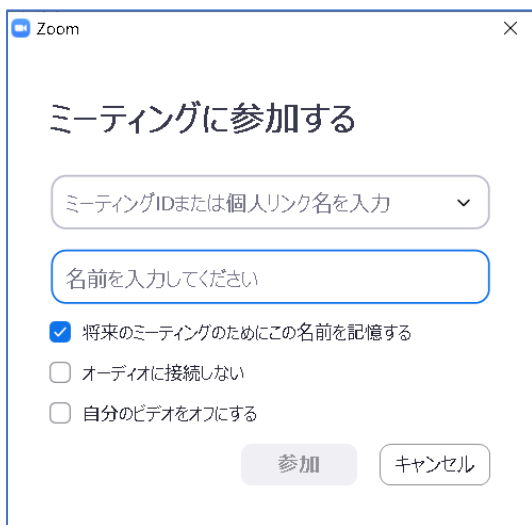 Zoom
ミーティングに参加する
ミーティングIDまたは個人リンク名を入力
名前を入力してください
将来のミーティングのためにこの名前を記憶する
オーディオに接続しない
自分のビデオをオフにする
参加 キャンセル